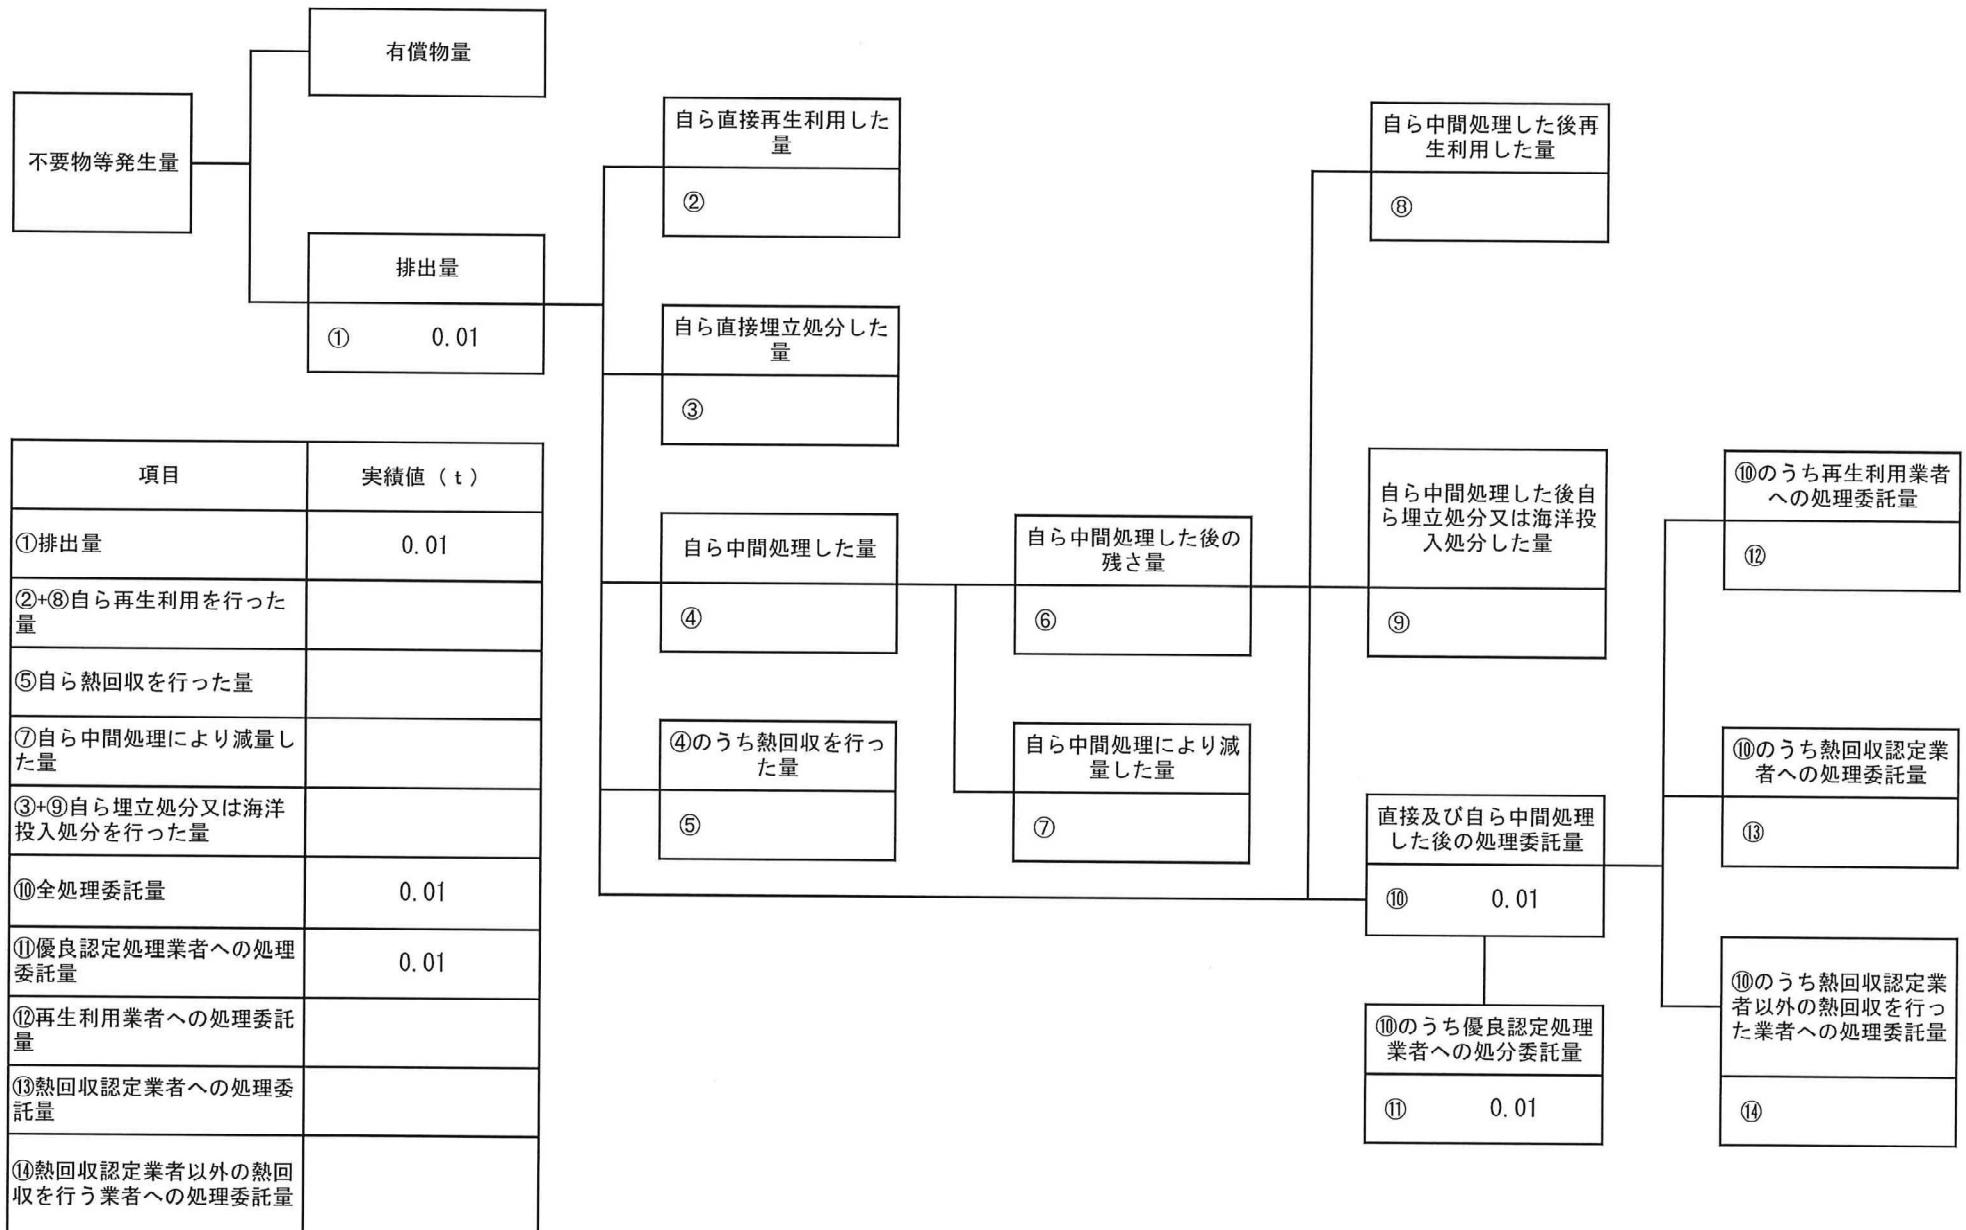 有償物量
不要物等発生量
排出量
① 0.01
自ら直接再生利用した
量
②
自ら直接埋立処分した
量
③
自ら中間処理した量
④
④のうち熱回収を行っ
た量
⑤
自ら中間処理した後の
残さ量
⑥
自ら中間処理により減
量した量
⑦
自ら中間処理した後再
生利用した量
⑧
自ら中間処理した後自
ら埋立処分又は海洋投
入処分した量
⑨
直接及び自ら中間処理
した後の処理委託量
⑩ 0.01
⑩のうち優良認定処理
業者への処分委託量
⑪ 0.01
⑩のうち再生利用業者
への処理委託量
⑫
⑩のうち熱回収認定業
者への処理委託量
⑬
⑩のうち熱回収認定業
者以外の熱回収を行っ
た業者への処理委託量
⑭
項目 実績値（ｔ）
①排出量 0.01
②+⑧自ら再生利用を行った
量
⑤自ら熱回収を行った量
⑦自ら中間処理により減量し
た量
③+⑨自ら埋立処分又は海洋
投入処分を行った量
⑩全処理委託量 0.01
⑪優良認定処理業者への処理
委託量 0.01
⑫再生利用業者への処理委託
量
⑬熱回収認定業者への処理委
託量
⑭熱回収認定業者以外の熱回
収を行う業者への処理委託量